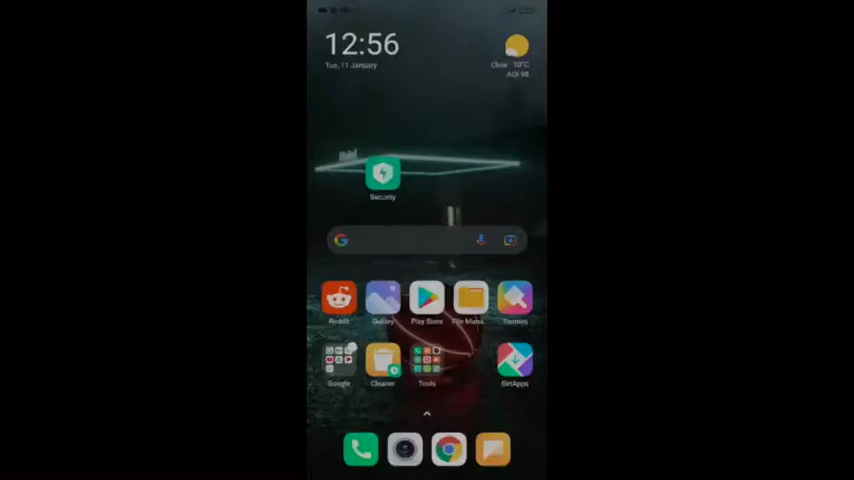 12:56
Tue, 11 January
Clear 10°C
AQI 98
Security
Reddit
Gallery
Play Store
File Mana..
Themes
Google
Cleaner
Tools
GetApps